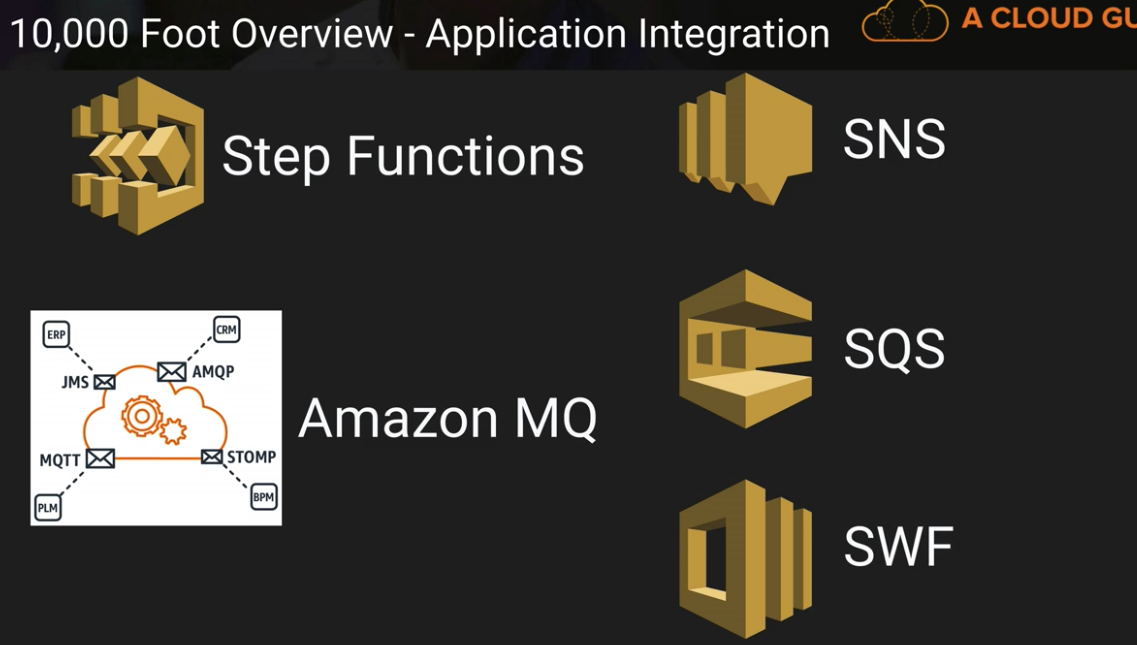 10,000 Foot Overview - Application Integration
A CLOUD GU
Step Functions
SNS
ERP
CRM
JMS
AMQP
MQTT
STOMP
PLM
BPM
Amazon MQ
SQS
SWF